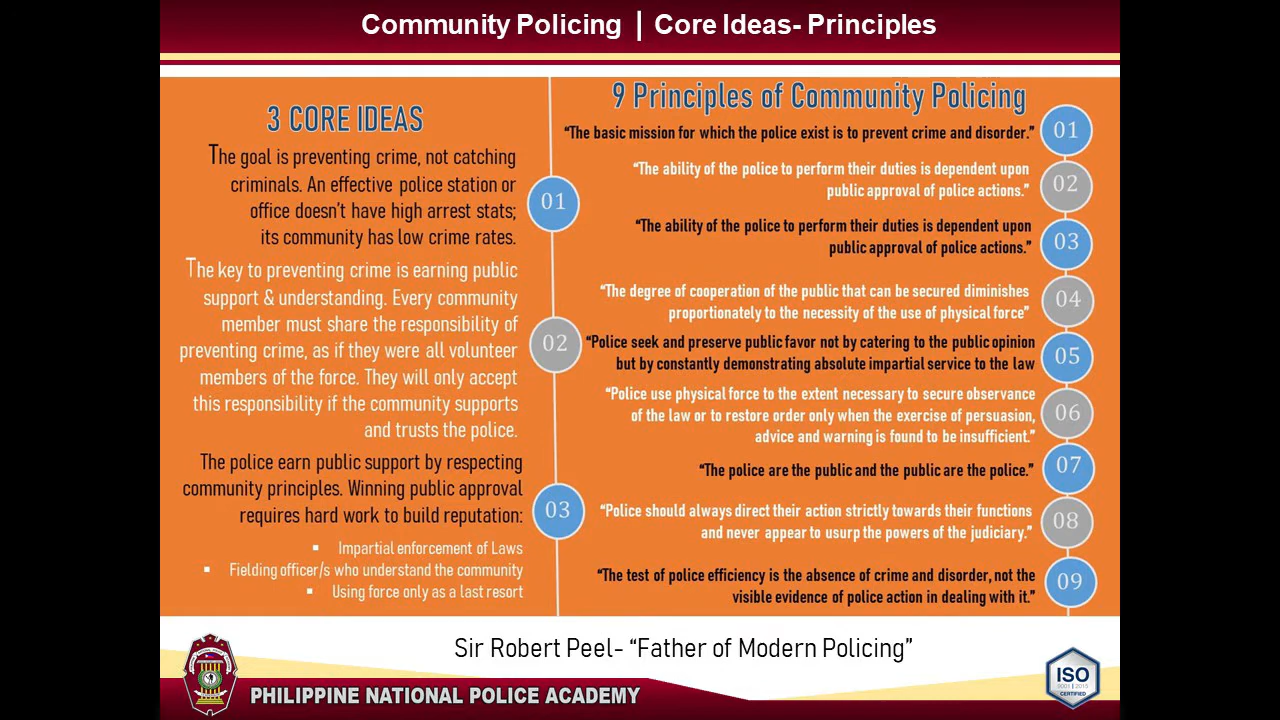 Community Policing | Core Ideas- Principles
3 CORE IDEAS
The goal is preventing crime, not catching
criminals. An effective police station or
office doesn't have high arrest stats;
its community has low crime rates.
01
The key to preventing crime is earning public
support & understanding. Every community
member must share the responsibility of
preventing crime, as if they were all volunteer
members of the force. They will only accept
this responsibility if the community supports
and trusts the police.
02
The police earn public support by respecting
community principles. Winning public approval
requires hard work to build reputation:
03
▪ Impartial enforcement of Laws
▪ Fielding officer/s who understand the community
▪ Using force only as a last resort
9 Principles of Community Policing
“The basic mission for which the police exist is to prevent crime and disorder.”
01
“The ability of the police to perform their duties is dependent upon
public approval of police actions.”
02
“The ability of the police to perform their duties is dependent upon
public approval of police actions.”
03
“The degree of cooperation of the public that can be secured diminishes
proportionately to the necessity of the use of physical force”
04
“Police seek and preserve public favor not by catering to the public opinion
but by constantly demonstrating absolute impartial service to the law
05
“Police use physical force to the extent necessary to secure observance
of the law or to restore order only when the exercise of persuasion,
advice and warning is found to be insufficient.”
06
“The police are the public and the public are the police.”
07
“Police should always direct their action strictly towards their functions
and never appear to usurp the powers of the judiciary.”
08
“The test of police efficiency is the absence of crime and disorder, not the
visible evidence of police action in dealing with it.”
09
Sir Robert Peel- “Father of Modern Policing”
PHILIPPINE NATIONAL POLICE ACADEMY
ISO
9001 | 2015
CERTIFIED